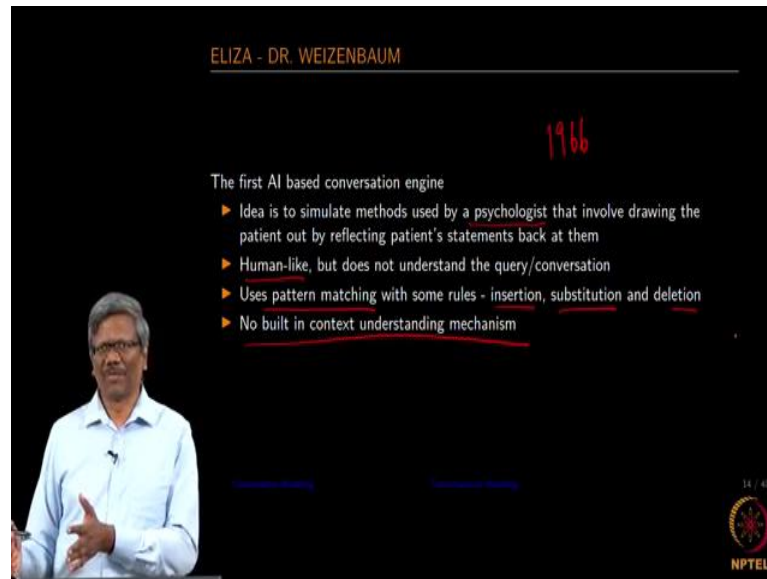 ELIZA - DR. WEIZENBAUM
1966
The first AI based conversation engine
Idea is to simulate methods used by a psychologist that involve drawing the
patient out by reflecting patient's statements back at them
Human-like, but does not understand the query/conversation
Uses pattern matching with some rules - insertion, substitution and deletion
No built in context understanding mechanism
14 /
NPTEL